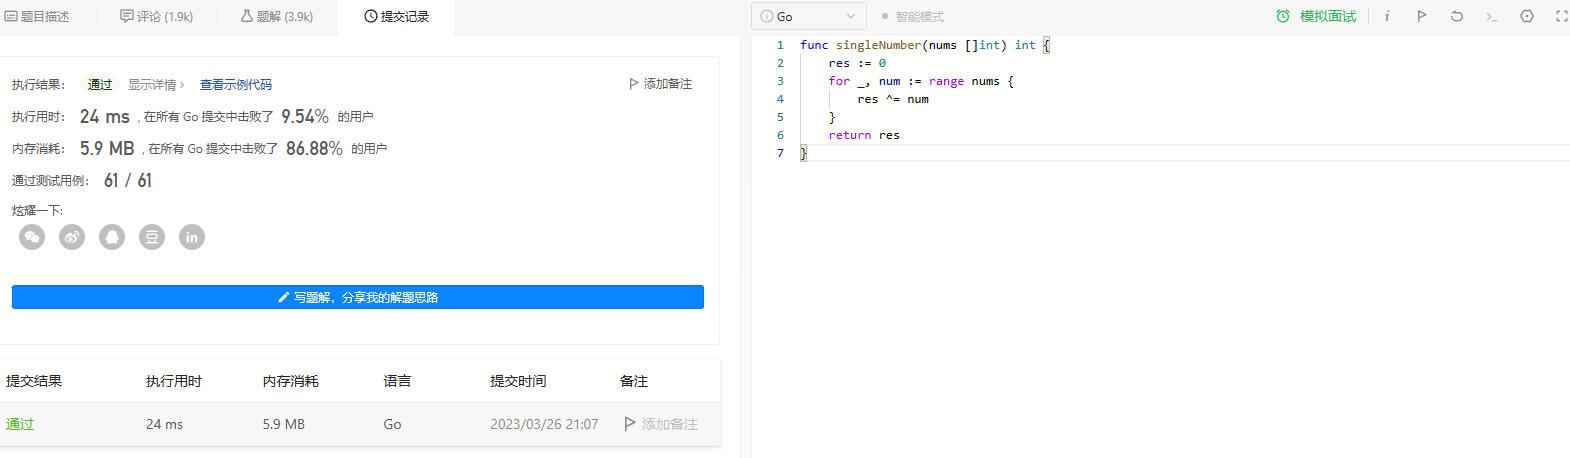 题目描述 评论 (1.9k) 题解 (3.9k) 提交记录
执行结果： 通过 显示详情 › 查看示例代码 添加备注
执行用时： 24 ms , 在所有 Go 提交中击败了 9.54% 的用户
内存消耗： 5.9 MB , 在所有 Go 提交中击败了 86.88% 的用户
通过测试用例： 61 / 61
炫耀一下:
豆 in
写题解，分享我的解题思路
提交结果 执行用时 内存消耗 语言 提交时间 备注
通过 24 ms 5.9 MB Go 2023/03/26 21:07 添加备注
Go 智能模式 模拟面试 i
1 func singleNumber(nums []int) int {
2 res := 0
3 for _, num := range nums {
4 res ^= num
5 }
6 return res
7 }